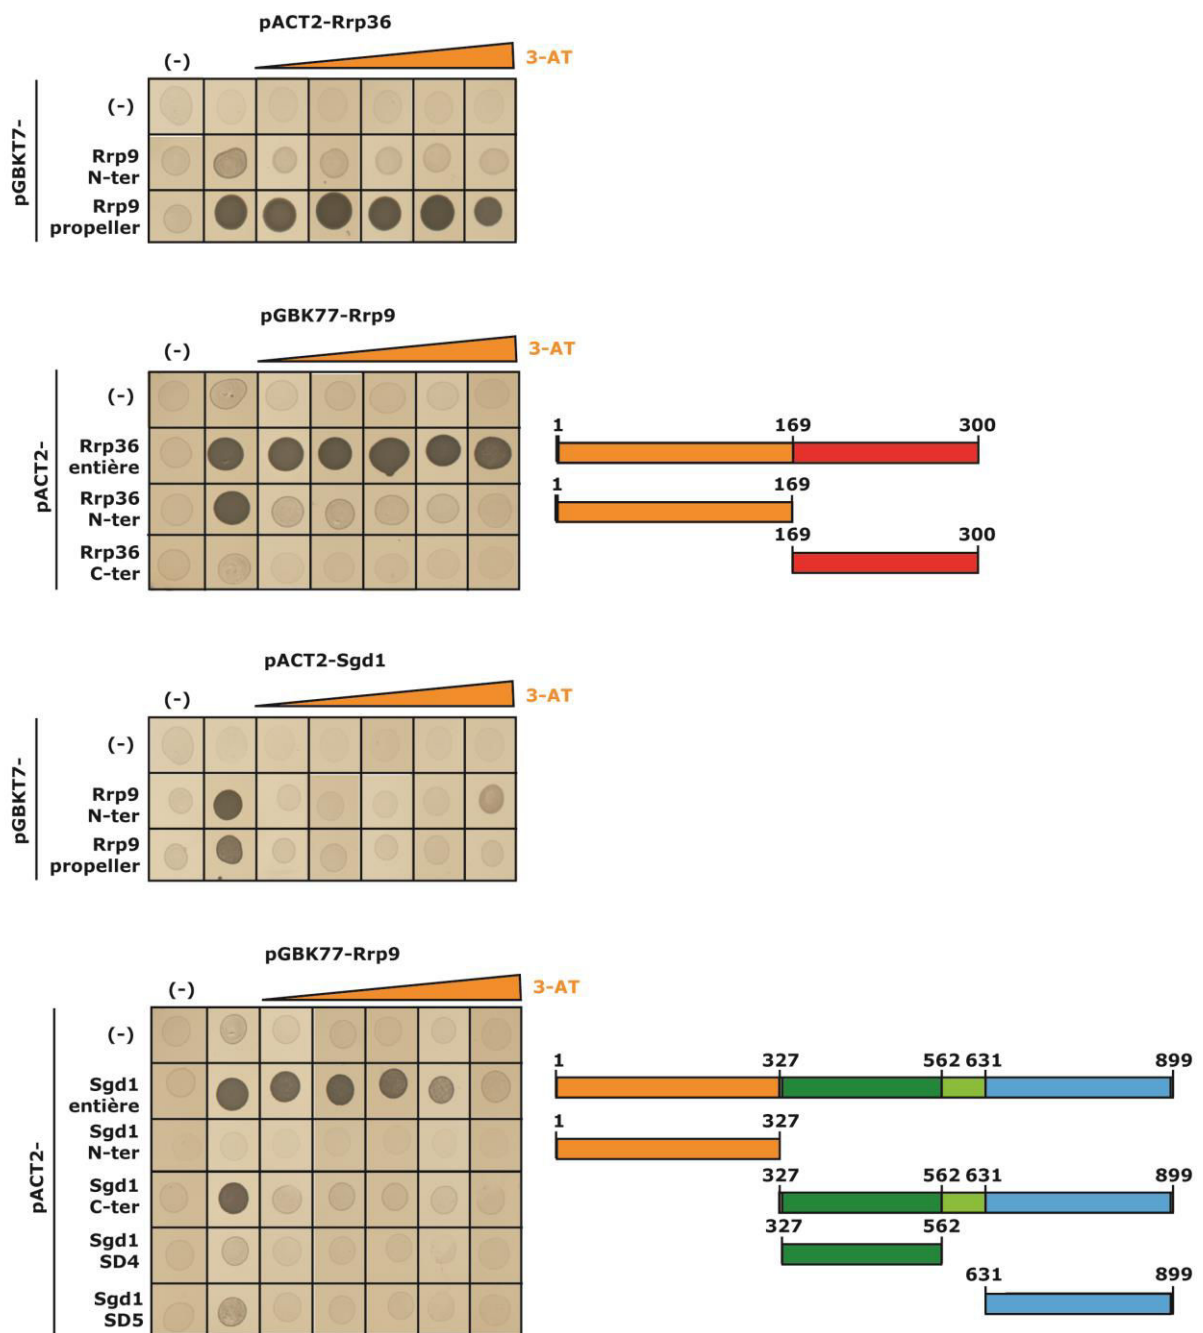 pACT2-Rrp36
(-)
3-AT
pGBKT7-
(-)
Rrp9
N-ter
Rrp9
propeller
pGBK77-Rrp9
(-)
3-AT
pACT2-
(-)
Rrp36
entière
Rrp36
N-ter
Rrp36
C-ter
1 169 300
1 169
169 300
pACT2-Sgd1
(-)
3-AT
pGBKT7-
(-)
Rrp9
N-ter
Rrp9
propeller
pGBK77-Rrp9
(-)
3-AT
pACT2-
(-)
Sgd1
entière
Sgd1
N-ter
Sgd1
C-ter
Sgd1
SD4
Sgd1
SD5
1 327 562 631 899
1 327
327 562 631 899
327 562
631 899